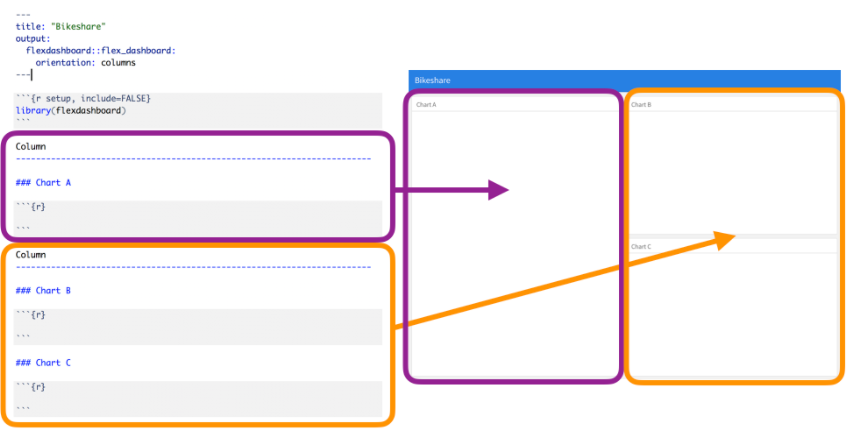 ---
title: "Bikeshare"
output:
  flexdashboard::flex_dashboard:
    orientation: columns
---
```{r setup, include=FALSE}
library(flexdashboard)
```
Column
-----------------------------------------------------------------------
### Chart A
```{r}
```
Column
-----------------------------------------------------------------------
### Chart B
```{r}
```
### Chart C
```{r}
```
Bikeshare
Chart A
Chart B
Chart C